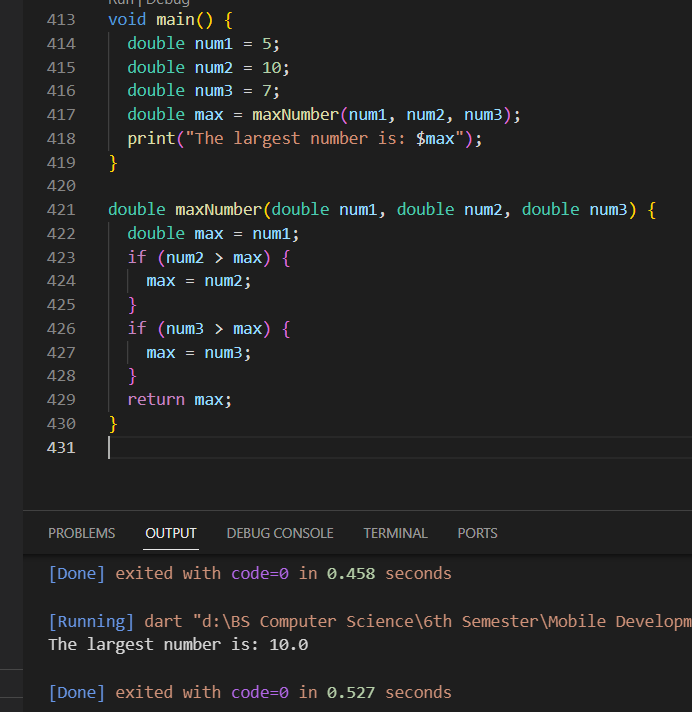 Run | Debug
413 void main() {
414 double num1 = 5;
415 double num2 = 10;
416 double num3 = 7;
417 double max = maxNumber(num1, num2, num3);
418 print("The largest number is: $max");
419 }
420
421 double maxNumber(double num1, double num2, double num3) {
422 double max = num1;
423 if (num2 > max) {
424 max = num2;
425 }
426 if (num3 > max) {
427 max = num3;
428 }
429 return max;
430 }
431
PROBLEMS OUTPUT DEBUG CONSOLE TERMINAL PORTS
[Done] exited with code=0 in 0.458 seconds
[Running] dart "d:\BS Computer Science\6th Semester\Mobile Developm
The largest number is: 10.0
[Done] exited with code=0 in 0.527 seconds